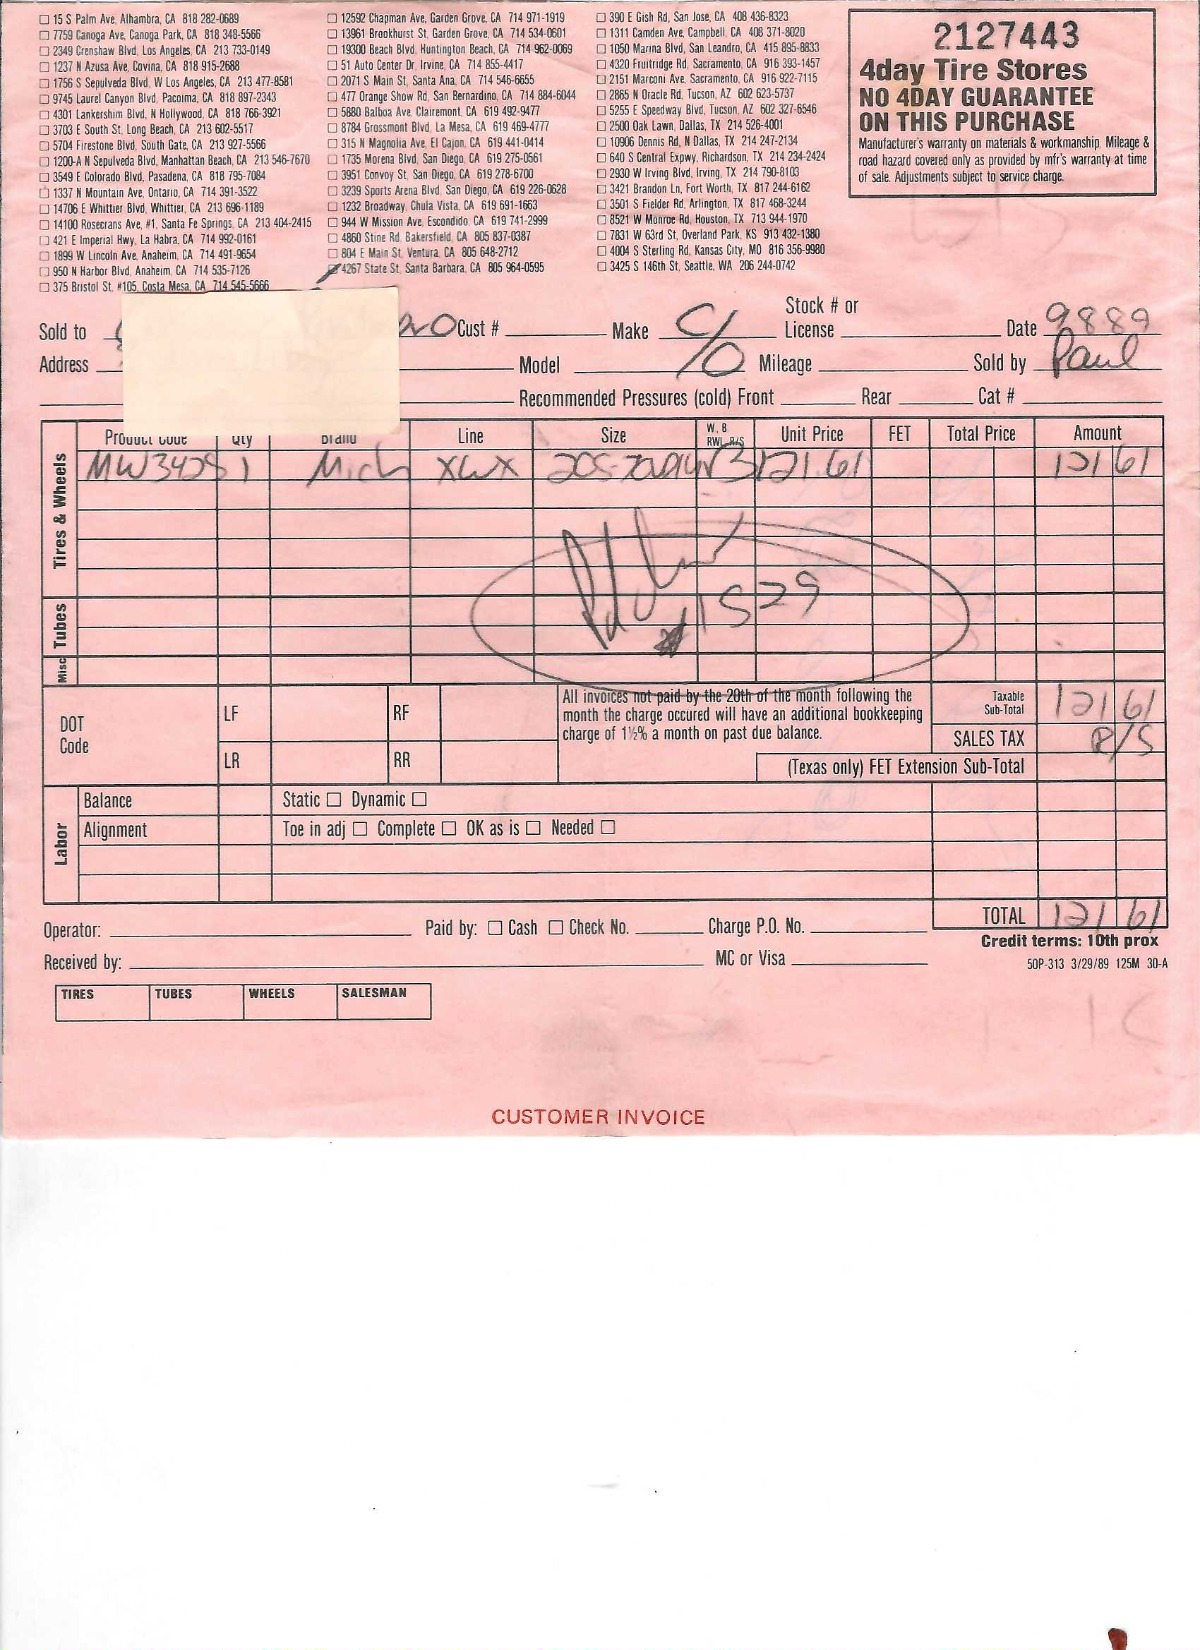 15 S Palm Ave, Alhambra, CA 818 282-0689
7759 Canoga Ave, Canoga Park, CA 818 348-5566
2349 Crenshaw Blvd, Los Angeles, CA 213 733-0149
1237 N Azusa Ave, Covina, CA 818 915-2688
1756 S Sepulveda Blvd, W Los Angeles, CA 213 477-8581
9745 Laurel Canyon Blvd, Pacoima, CA 818 897-2343
4301 Lankershim Blvd, N Hollywood, CA 818 766-3921
3703 E South St, Long Beach, CA 213 602-5517
5704 Firestone Blvd, South Gate, CA 213 927-5566
1200-A N Sepulveda Blvd, Manhattan Beach, CA 213 546-7670
3549 E Colorado Blvd, Pasadena, CA 818 795-7084
1337 N Mountain Ave, Ontario, CA 714 391-3522
14706 E Whittier Blvd, Whittier, CA 213 696-1189
14100 Rosecrans Ave, #1, Santa Fe Springs, CA 213 404-2415
421 E Imperial Hwy, La Habra, CA 714 992-0161
1899 W Lincoln Ave, Anaheim, CA 714 491-9654
950 N Harbor Blvd, Anaheim, CA 714 535-7126
375 Bristol St, #105, Costa Mesa, CA 714 545-5666
12592 Chapman Ave, Garden Grove, CA 714 971-1919
13961 Brookhurst St, Garden Grove, CA 714 534-0601
19300 Beach Blvd, Huntington Beach, CA 714 962-0069
51 Auto Center Dr, Irvine, CA 714 855-4417
2071 S Main St, Santa Ana, CA 714 546-6655
477 Orange Show Rd, San Bernardino, CA 714 884-6044
5880 Balboa Ave, Clairemont, CA 619 492-9477
8784 Grossmont Blvd, La Mesa, CA 619 469-4777
315 N Magnolia Ave, El Cajon, CA 619 441-0414
1735 Morena Blvd, San Diego, CA 619 275-0561
3951 Convoy St, San Diego, CA 619 278-6700
3239 Sports Arena Blvd, San Diego, CA 619 226-0628
1232 Broadway, Chula Vista, CA 619 691-1663
944 W Mission Ave, Escondido, CA 619 741-2999
4860 Stine Rd, Bakersfield, CA 805 837-0387
804 E Main St, Ventura, CA 805 648-2712
4267 State St, Santa Barbara, CA 805 964-0595
390 E Gish Rd, San Jose, CA 408 436-8323
1311 Camden Ave, Campbell, CA 408 371-8020
1050 Marina Blvd, San Leandro, CA 415 895-8833
4320 Fruitridge Rd, Sacramento, CA 916 393-1457
2151 Marconi Ave, Sacramento, CA 916 922-7115
2865 N Oracle Rd, Tucson, AZ 602 623-5737
5255 E Speedway Blvd, Tucson, AZ 602 327-6546
2500 Oak Lawn, Dallas, TX 214 526-4001
10906 Dennis Rd, N Dallas, TX 214 247-2134
640 S Central Expwy, Richardson, TX 214 234-2424
2930 W Irving Blvd, Irving, TX 214 790-8103
3421 Brandon Ln, Fort Worth, TX 817 244-6162
3501 S Fielder Rd, Arlington, TX 817 468-3244
8521 W Monroe Rd, Houston, TX 713 944-1970
7831 W 63rd St, Overland Park, KS 913 432-1380
4004 S Sterling Rd, Kansas City, MO 816 356-9980
3425 S 146th St, Seattle, WA 206 244-0742
2127443
4day Tire Stores
NO 4DAY GUARANTEE
ON THIS PURCHASE
Manufacturer's warranty on materials & workmanship. Mileage &
road hazard covered only as provided by mfr's warranty at time
of sale. Adjustments subject to service charge.
Sold to Cust # Make C/O Stock # or License Date 9889
Address Model Mileage Sold by Paul
Recommended Pressures (cold) Front Rear Cat #
Tires & Wheels
Product Code Qty Brand Line Size W, B RWL, R/S Unit Price FET Total Price Amount
MW34281 1 Mich XWX 121.61 121 61
Pd
#1529
Tubes
Misc
DOT Code LF RF
LR RR
All invoices not paid by the 20th of the month following the
month the charge occured will have an additional bookkeeping
charge of 1½% a month on past due balance.
Taxable Sub-Total 121 61
SALES TAX 8/5
(Texas only) FET Extension Sub-Total
Labor
Balance Static Dynamic
Alignment Toe in adj Complete OK as is Needed
TOTAL 121 61
Operator: Paid by: Cash Check No. Charge P.O. No.
Credit terms: 10th prox
Received by: MC or Visa
50P-313 3/29/89 125M 30-A
TIRES TUBES WHEELS SALESMAN
CUSTOMER INVOICE